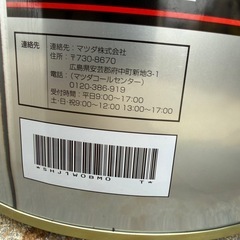 連絡先
連絡先：マツダ株式会社
住所：〒730-8670
広島県安芸郡府中町新地3-1
電話：（マツダコールセンター）
0120-386-919
受付時間：平日9:00〜17:00
土日祝9:00〜12:00 13:00〜17:00
*SHJ1W08M0 T*